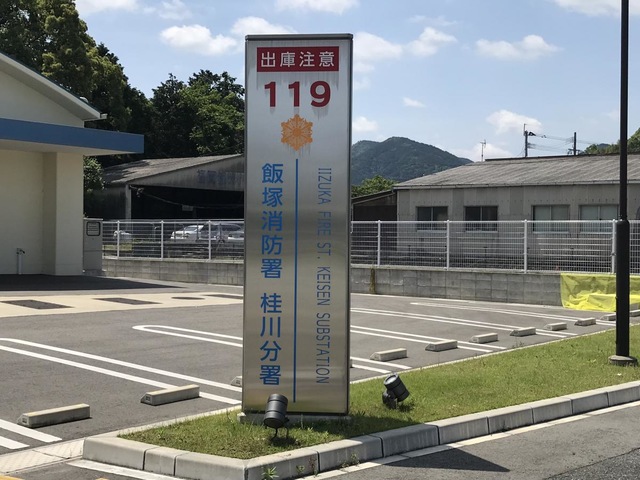 出庫注意
119
飯塚消防署 桂川分署
IIZUKA FIRE ST. KEISEN SUBSTATION